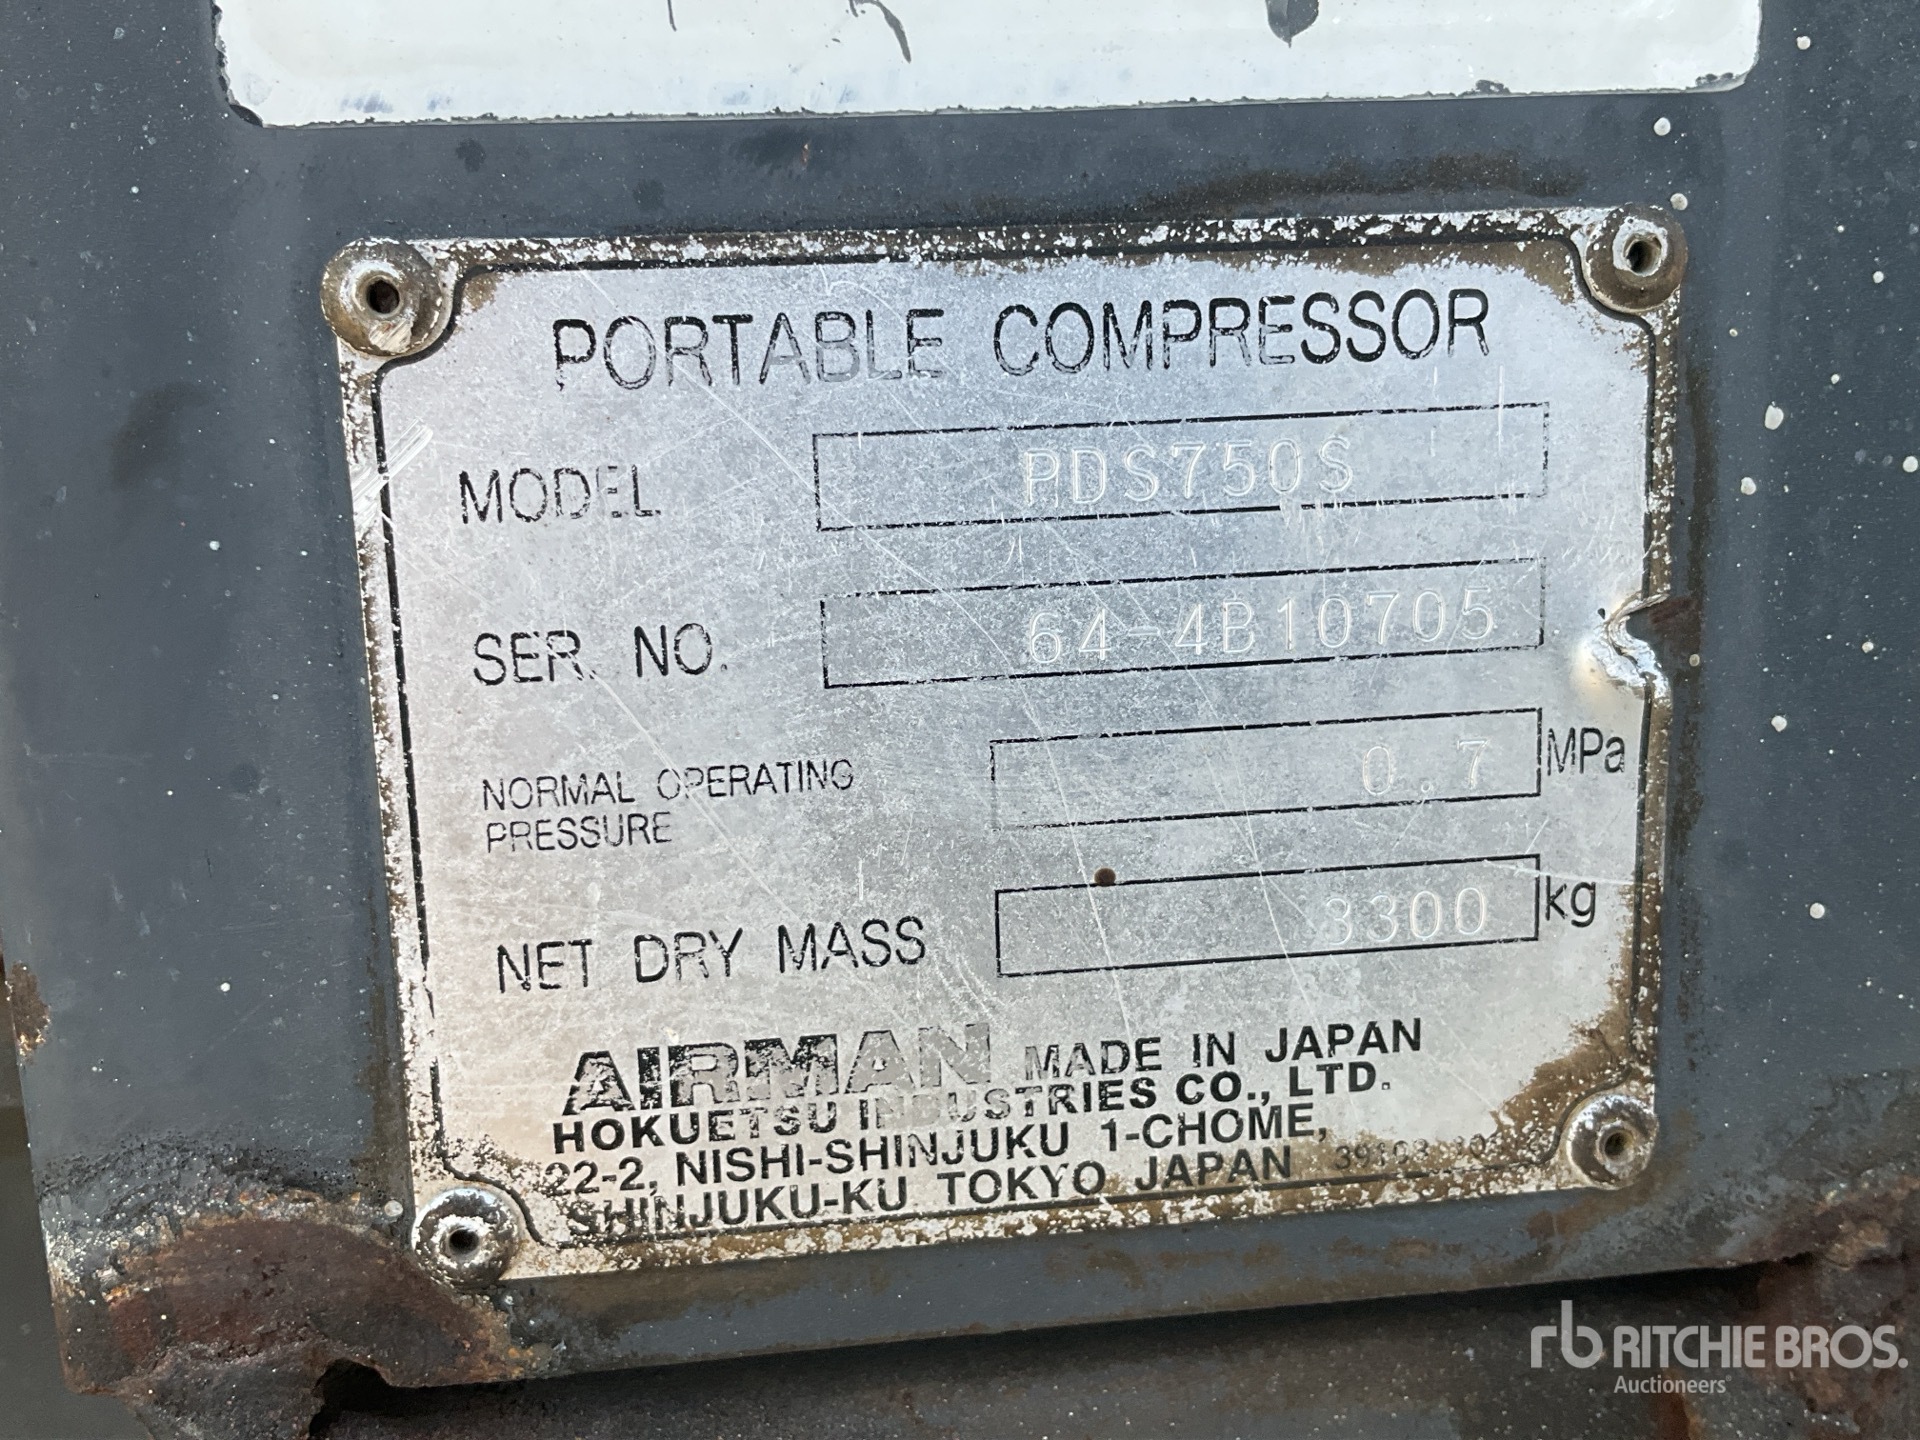 PORTABLE COMPRESSOR
MODEL PDS750S
SER. NO. 64-4B10705
NORMAL OPERATING PRESSURE 0.7 MPa
NET DRY MASS 3300 kg
AIRMAN MADE IN JAPAN
HOKUETSU INDUSTRIES CO., LTD.
22-2, NISHI-SHINJUKU 1-CHOME,
SHINJUKU-KU TOKYO JAPAN
rb RITCHIE BROS.
Auctioneers